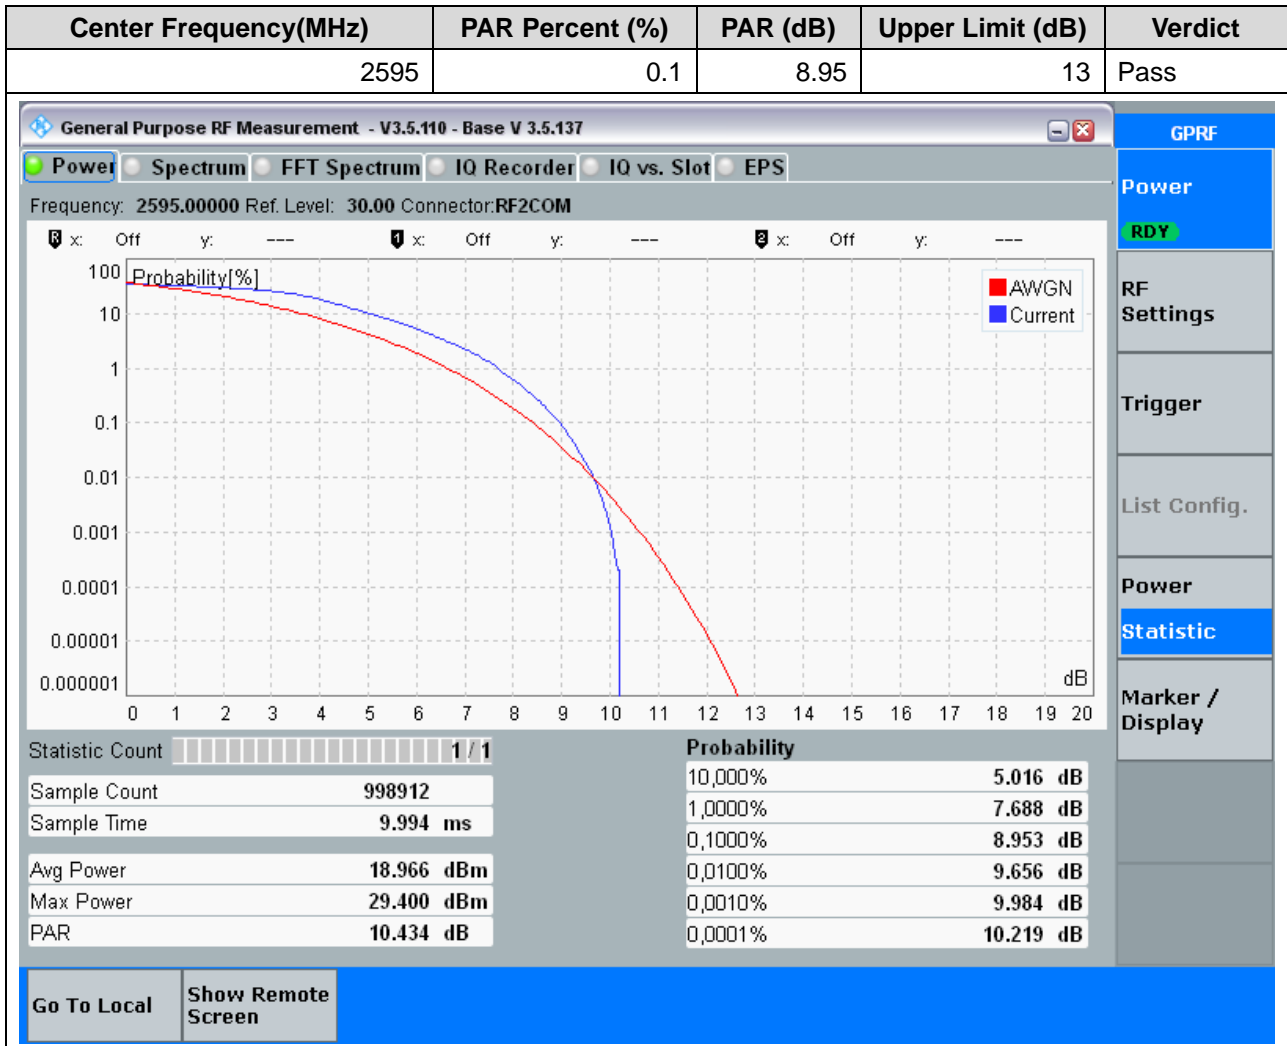 Center Frequency(MHz) PAR Percent (%) PAR (dB) Upper Limit (dB) Verdict
2595 0.1 8.95 13 Pass
General Purpose RF Measurement - V3.5.110 - Base V 3.5.137
GPRF
Power Spectrum FFT Spectrum IQ Recorder IQ vs. Slot EPS
Power
RDY
Frequency: 2595.00000 Ref. Level: 30.00 Connector:RF2COM
R x: Off y: --- 1 x: Off y: --- 2 x: Off y: ---
Probability[%]
AWGN
Current
100
10
1
0.1
0.01
0.001
0.0001
0.00001
0.000001
dB
0 1 2 3 4 5 6 7 8 9 10 11 12 13 14 15 16 17 18 19 20
RF
Settings
Trigger
List Config.
Power
Statistic
Marker /
Display
Statistic Count 1 / 1
Sample Count 998912
Sample Time 9.994 ms
Avg Power 18.966 dBm
Max Power 29.400 dBm
PAR 10.434 dB
Probability
10,000% 5.016 dB
1,0000% 7.688 dB
0,1000% 8.953 dB
0,0100% 9.656 dB
0,0010% 9.984 dB
0,0001% 10.219 dB
Go To Local
Show Remote
Screen